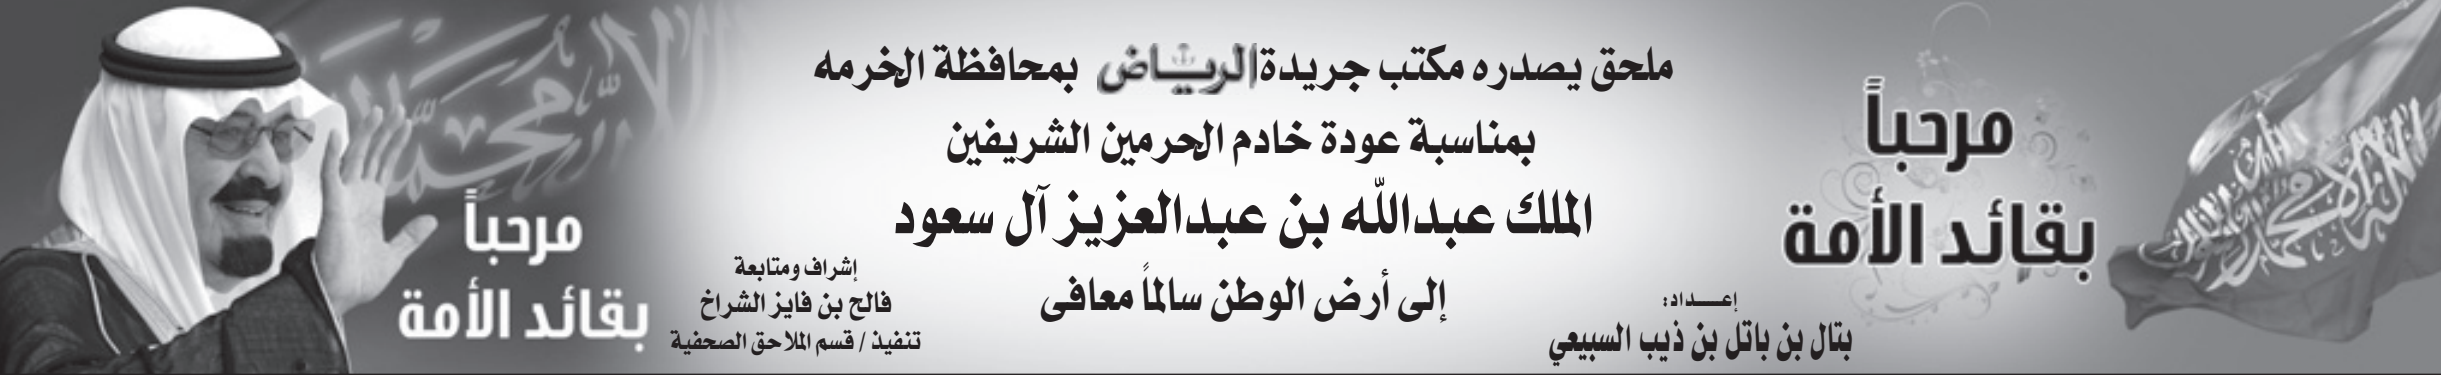 مرحباً
بقائد الأمة
ملحق يصدره مكتب جريدة الرياض بمحافظة الخرمه
بمناسبة عودة خادم الحرمين الشريفين
الملك عبدالله بن عبدالعزيز آل سعود
إلى أرض الوطن سالماً معافى
إعــــداد:
بتال بن باتل بن ذيب السبيعي
إشراف ومتابعة
فالح بن فايز الشراخ
تنفيذ / قسم الملاحق الصحفية
مرحباً
بقائد الأمة